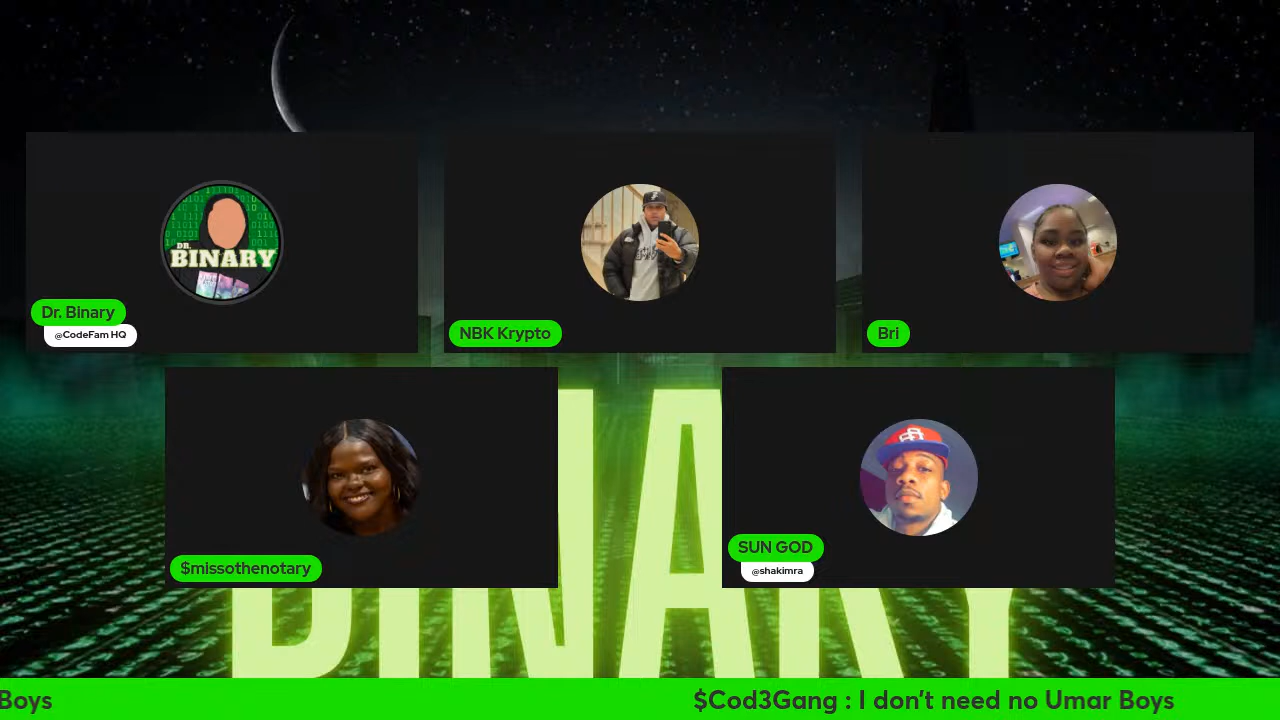 DR.
BINARY
Dr. Binary
@CodeFam HQ
NBK Krypto
Bri
$missothenotary
SUN GOD
@shakimra
BINARY
Boys
$Cod3Gang : I don't need no Umar Boys